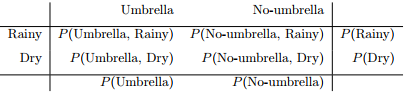 Umbrella No-umbrella
Rainy P(Umbrella, Rainy) P(No-umbrella, Rainy) P(Rainy)
Dry P(Umbrella, Dry) P(No-umbrella, Dry) P(Dry)
P(Umbrella) P(No-umbrella)